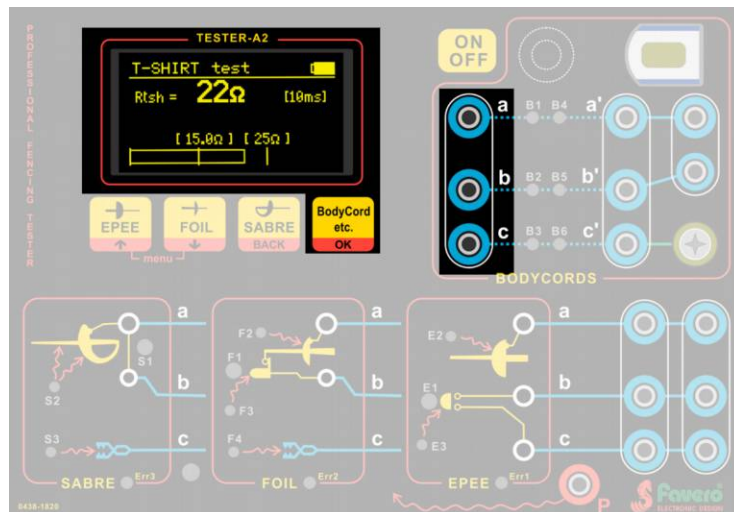 PROFESSIONAL FENCING TESTER
TESTER-A2
T-SHIRT test
Rtsh = 22Ω [10ms]
[15.0Ω] [25Ω]
EPEE
FOIL
SABRE
BACK
BodyCord
etc.
OK
menu
ON
OFF
a B1 B4 a'
b B2 B5 b'
c B3 B6 c'
BODYCORDS
a
S1
b
S2
S3
c
SABRE Err3
a
F2
F1
b
F3
F4
c
FOIL Err2
a
E2
E1
b
E3
c
EPEE Err1
P
Favero
ELECTRONIC DESIGN
6436-1820